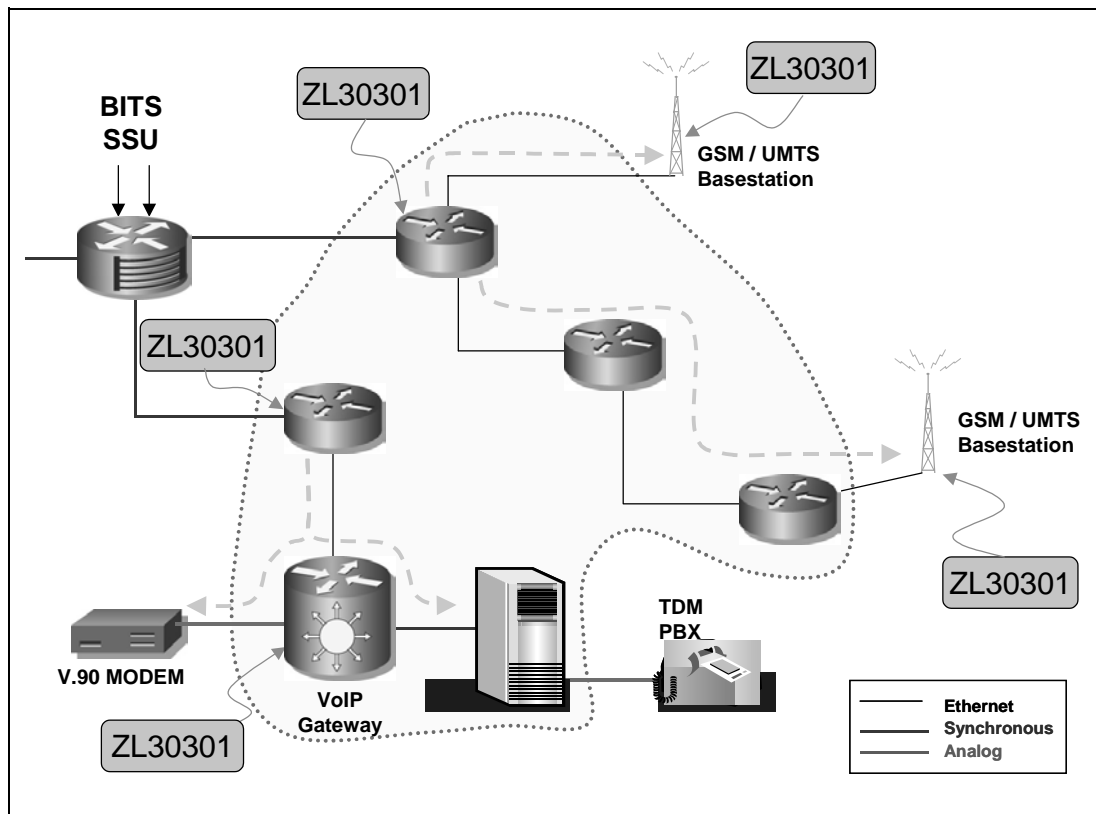 ZL30301
ZL30301
BITS
SSU
GSM / UMTS
Basestation
ZL30301
GSM / UMTS
Basestation
ZL30301
TDM
PBX
V.90 MODEM
VoIP
Gateway
ZL30301
Ethernet
Synchronous
Analog